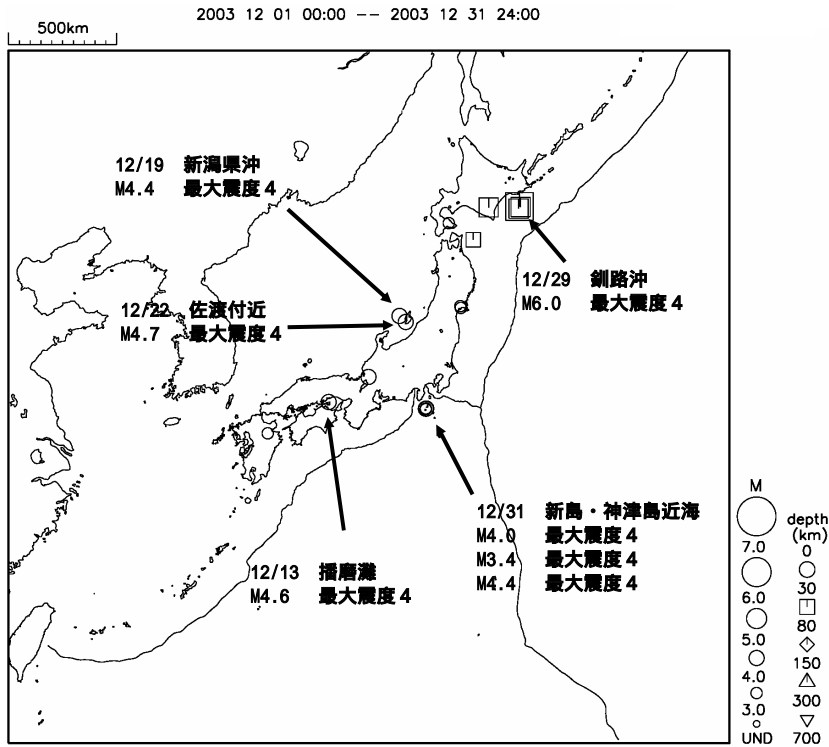 2003 12 01 00:00 -- 2003 12 31 24:00
500km
12/19 新潟県沖
M4.4 最大震度４
12/29 釧路沖
M6.0 最大震度４
12/22 佐渡付近
M4.7 最大震度４
12/31 新島・神津島近海
M4.0 最大震度４
M3.4 最大震度４
M4.4 最大震度４
12/13 播磨灘
M4.6 最大震度４
M
7.0
6.0
5.0
4.0
3.0
UND
depth
(km)
0
30
80
150
300
700